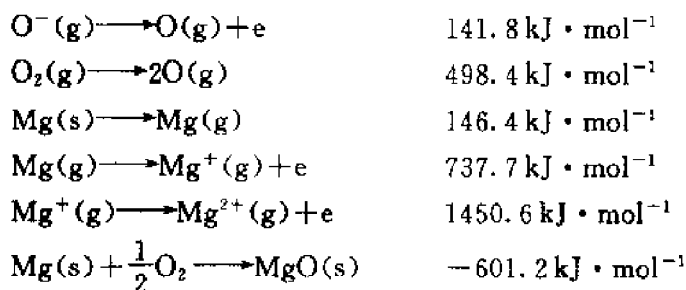 O⁻(g)⟶O(g)+e 141.8 kJ·mol⁻¹
O₂(g)⟶2O(g) 498.4 kJ·mol⁻¹
Mg(s)⟶Mg(g) 146.4 kJ·mol⁻¹
Mg(g)⟶Mg⁺(g)+e 737.7 kJ·mol⁻¹
Mg⁺(g)⟶Mg²⁺(g)+e 1450.6 kJ·mol⁻¹
Mg(s)+1/2O₂⟶MgO(s) −601.2 kJ·mol⁻¹